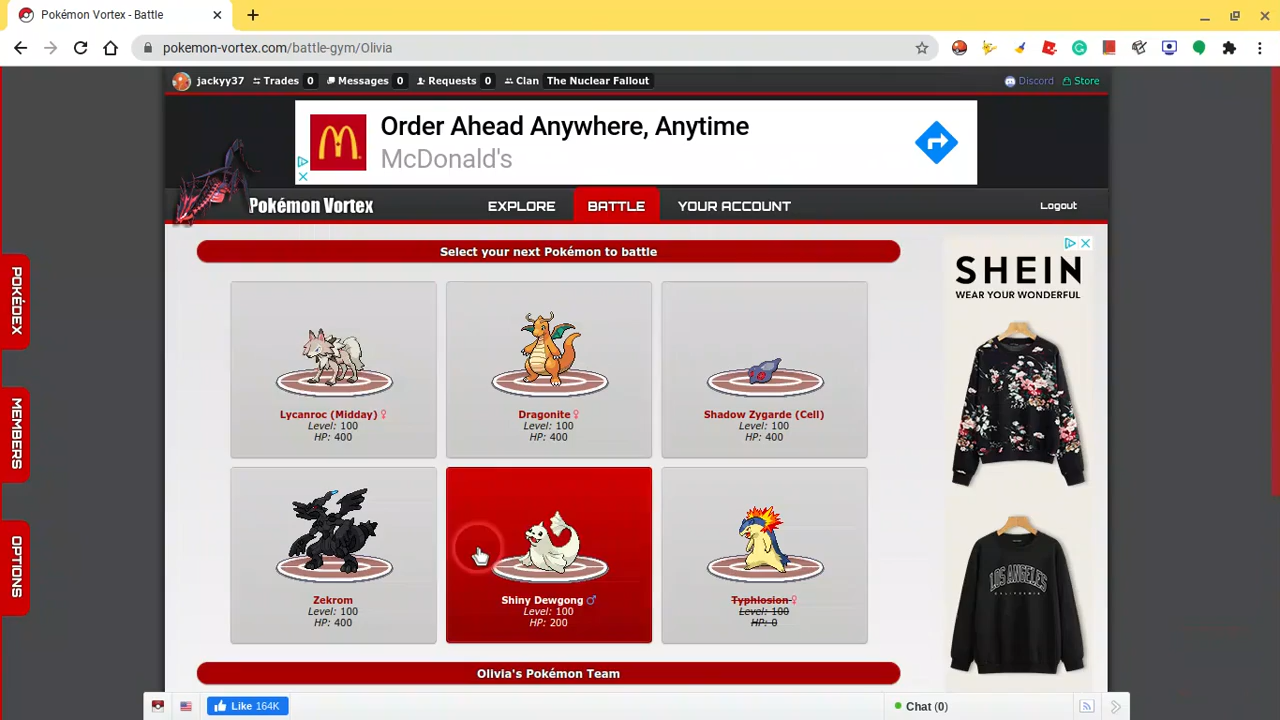 Pokémon Vortex - Battle
pokemon-vortex.com/battle-gym/Olivia
jackyy37 Trades 0 Messages 0 Requests 0 Clan The Nuclear Fallout Discord Store
Order Ahead Anywhere, Anytime
McDonald's
Pokémon Vortex EXPLORE BATTLE YOUR ACCOUNT Logout
POKÉDEX
MEMBERS
OPTIONS
Select your next Pokémon to battle
Lycanroc (Midday) ♀
Level: 100
HP: 400
Dragonite ♀
Level: 100
HP: 400
Shadow Zygarde (Cell)
Level: 100
HP: 400
Zekrom
Level: 100
HP: 400
Shiny Dewgong ♂
Level: 100
HP: 200
Typhlosion ♀
Level: 100
HP: 0
Olivia's Pokémon Team
SHEIN
WEAR YOUR WONDERFUL
LOS ANGELES
CALIFORNIA
Like 164K
Chat (0)